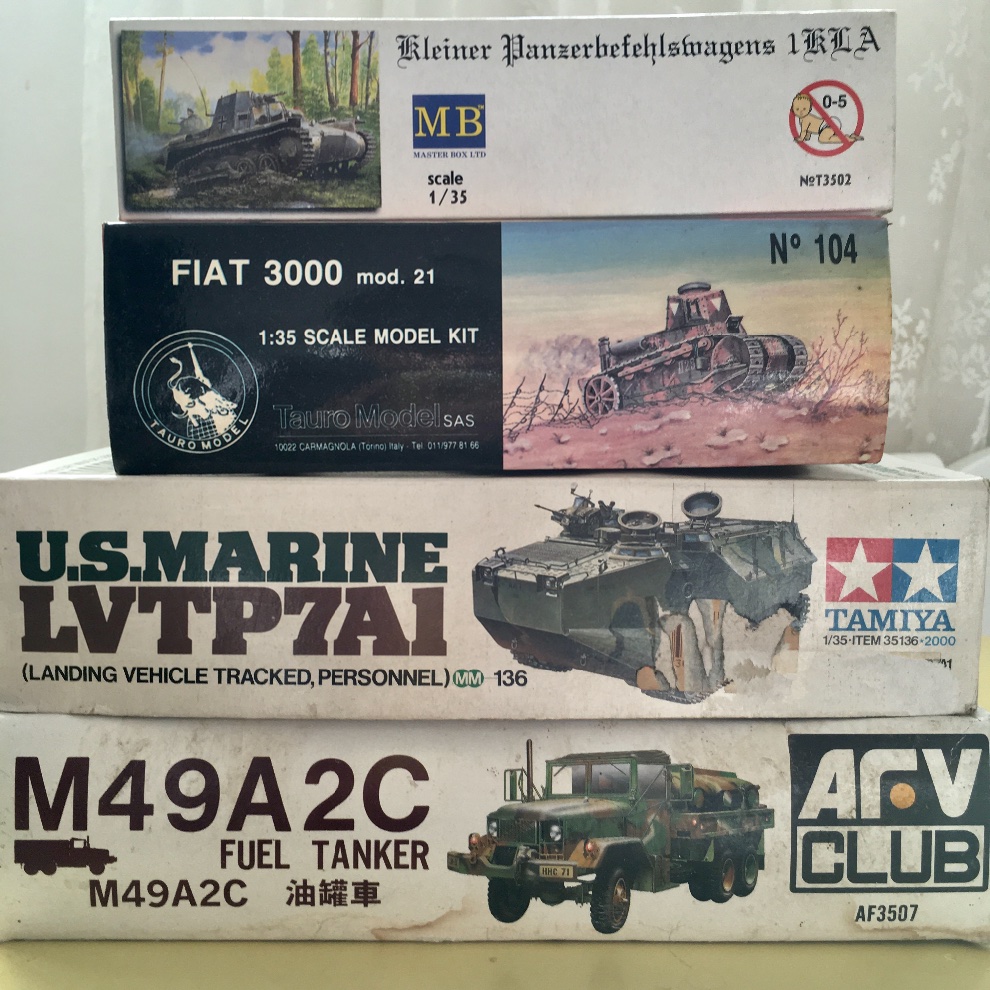 Kleiner Panzerbefehlswagens 1KLA
MB
MASTER BOX LTD
scale
1/35
0-5
№T3502
FIAT 3000 mod. 21
1:35 SCALE MODEL KIT
TAURO MODEL
Tauro Model SAS
10022 CARMAGNOLA (Torino) Italy - Tel. 011/977 81 66
N° 104
U.S.MARINE
LVTP7A1
(LANDING VEHICLE TRACKED, PERSONNEL) MM 136
TAMIYA
1/35·ITEM 35136·2000
M49A2C
FUEL TANKER
M49A2C 油罐車
HHC 71
AFV
CLUB
AF3507